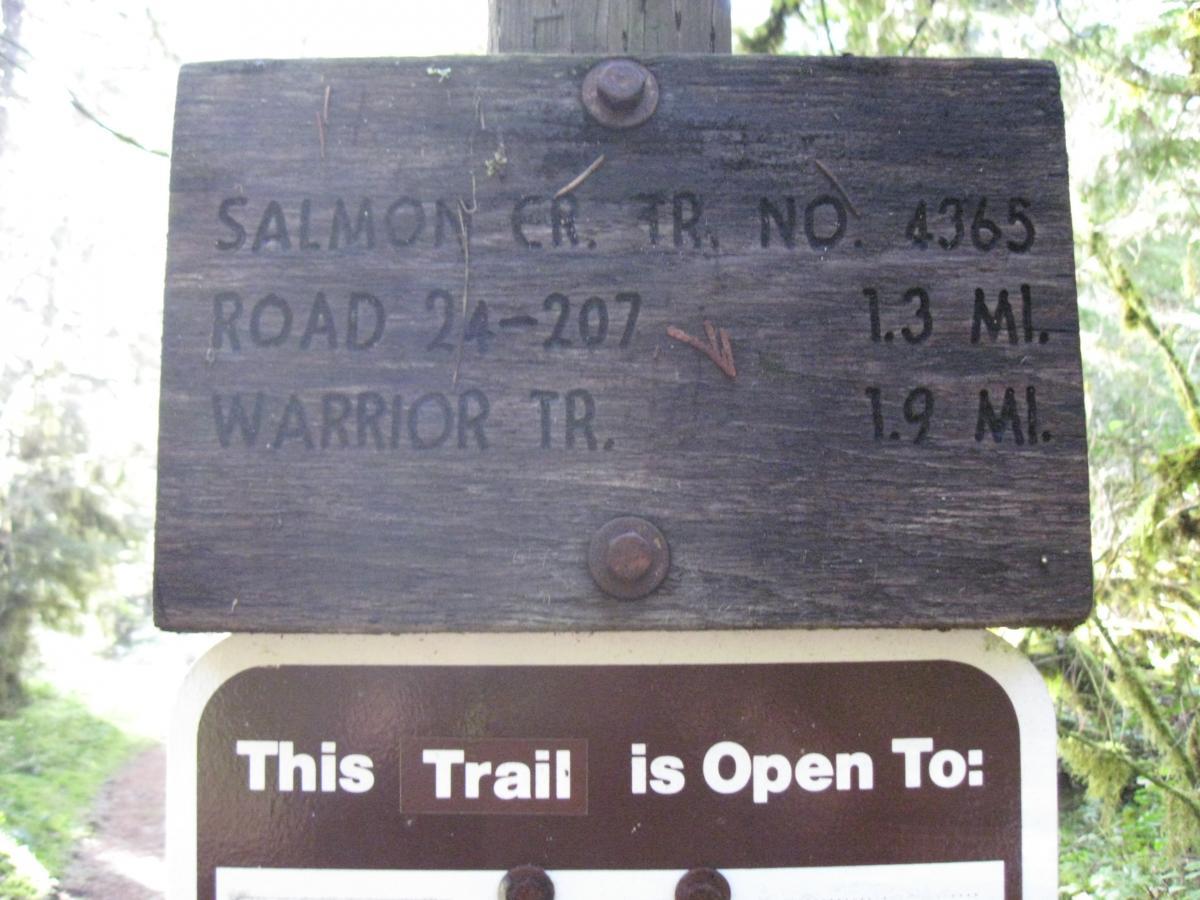 SALMON CR. TR. NO. 4365
ROAD 24-207 1.3 MI.
WARRIOR TR. 1.9 MI.
This Trail is Open To: